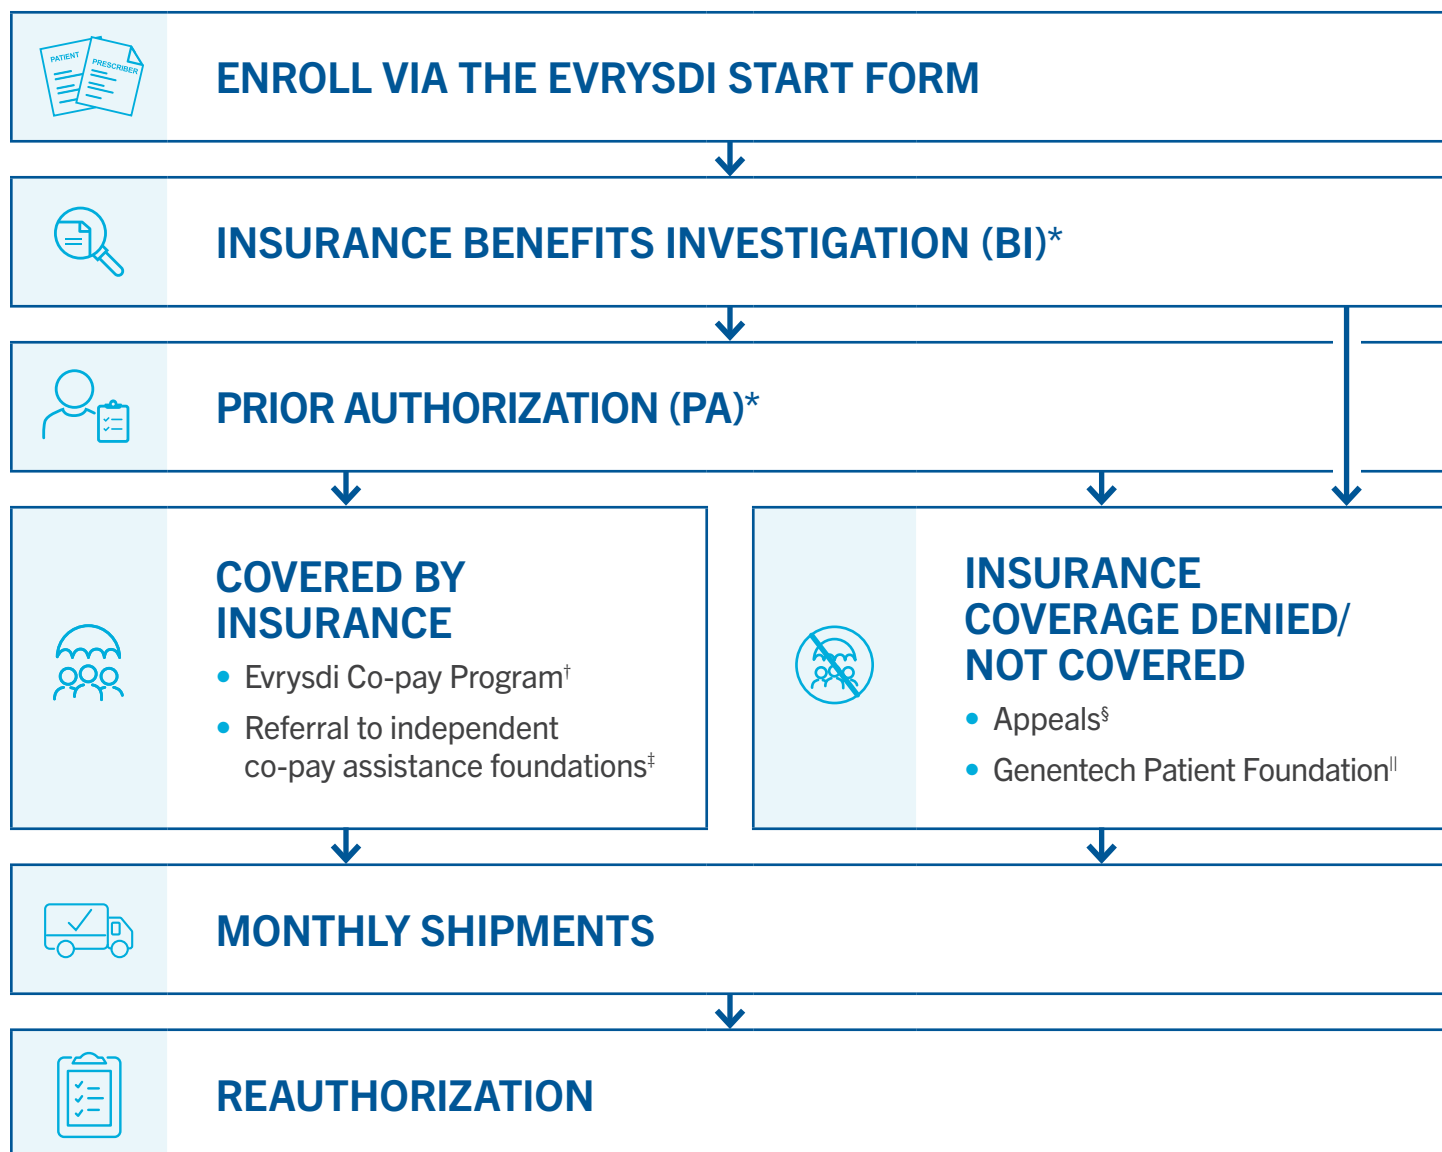 PATIENT
PRESCRIBER
ENROLL VIA THE EVRYSDI START FORM
INSURANCE BENEFITS INVESTIGATION (BI)*
PRIOR AUTHORIZATION (PA)*
COVERED BY
INSURANCE
• Evrysdi Co-pay Program†
• Referral to independent
co-pay assistance foundations‡
INSURANCE
COVERAGE DENIED/
NOT COVERED
• Appeals§
• Genentech Patient Foundation||
MONTHLY SHIPMENTS
REAUTHORIZATION